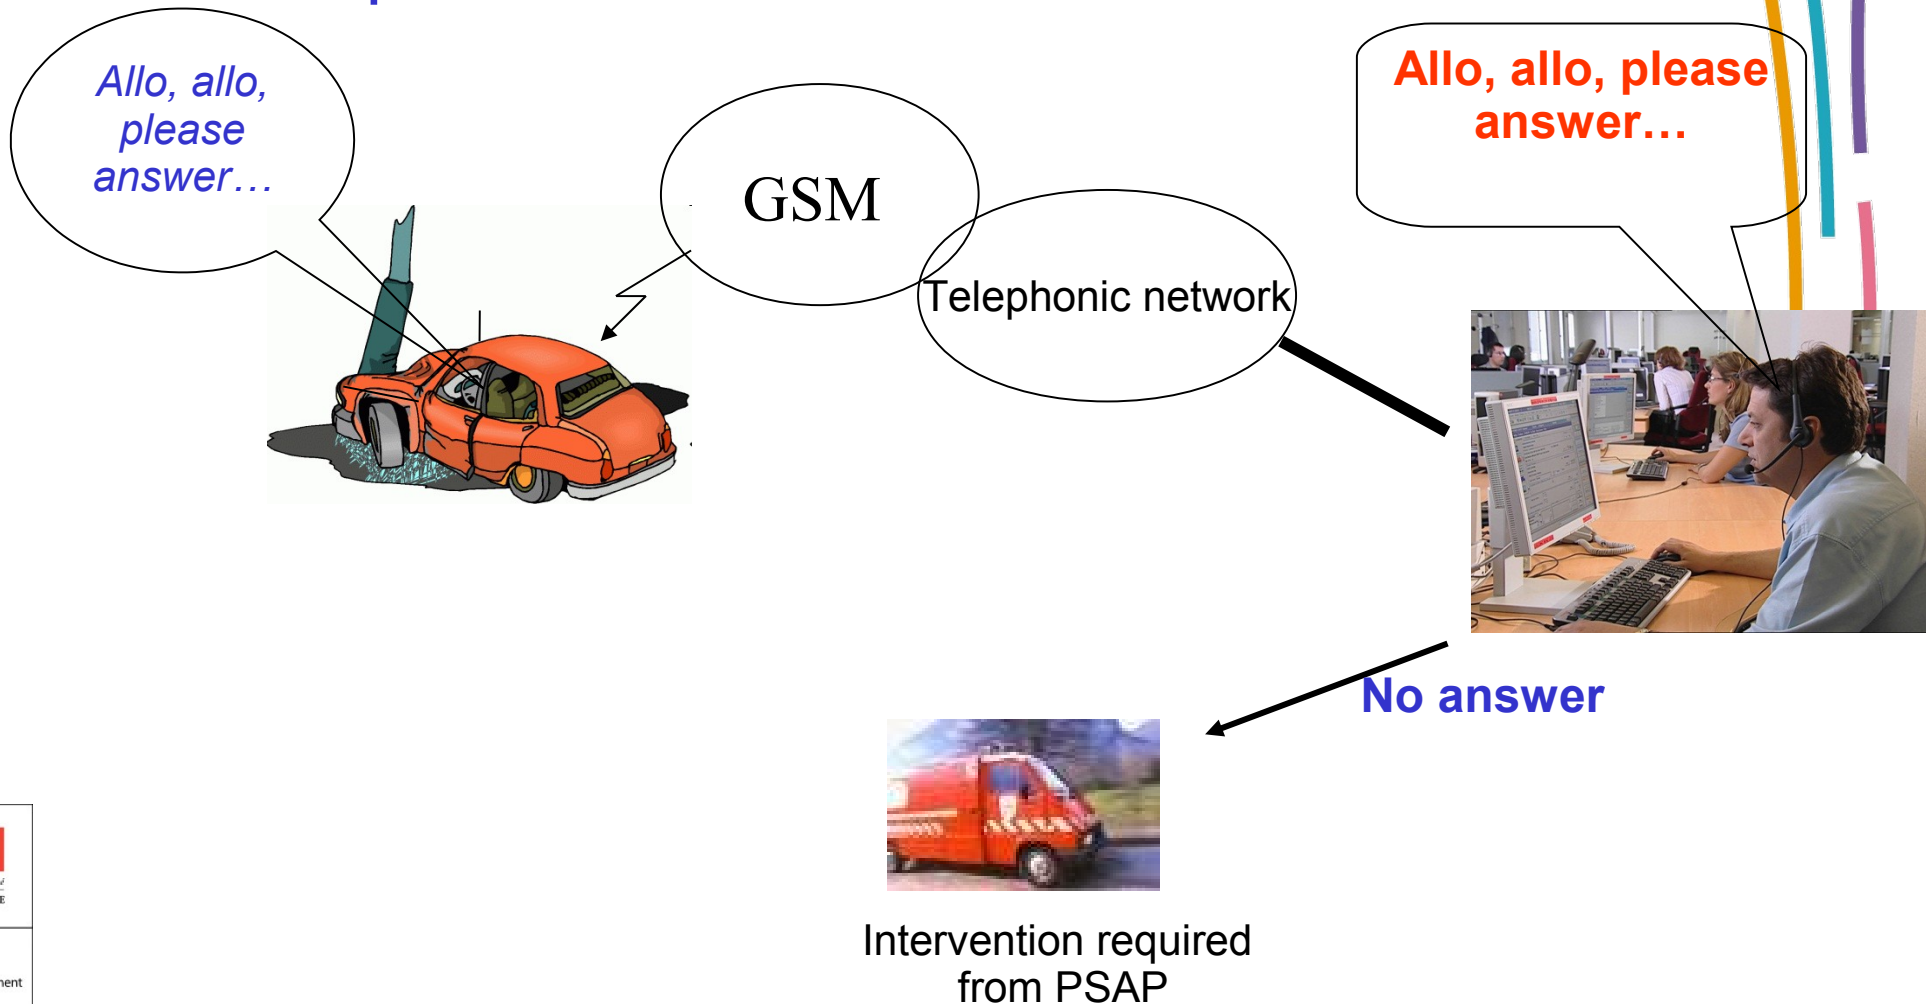 Allo, allo,
please
answer…
GSM
Telephonic network
Allo, allo, please
answer…
No answer
Intervention required
from PSAP